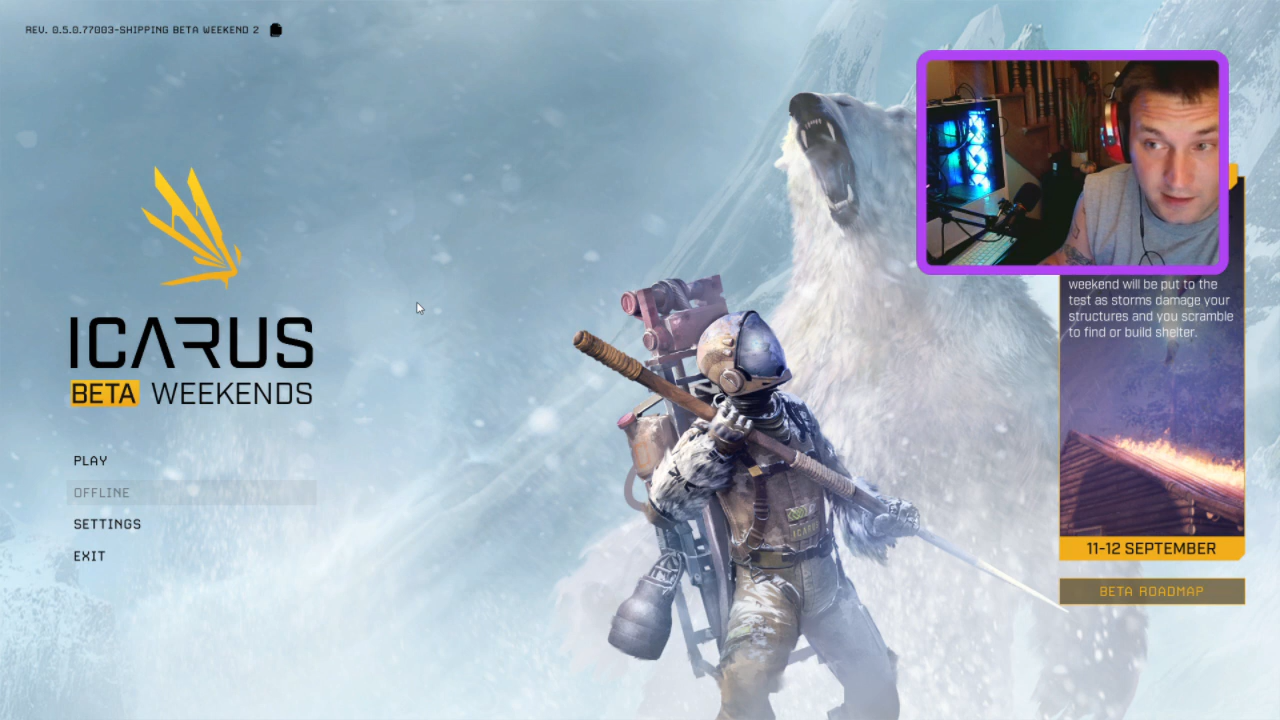 REV. 0.5.0.77003-SHIPPING BETA WEEKEND 2
ICARUS
BETA WEEKENDS
PLAY
OFFLINE
SETTINGS
EXIT
weekend will be put to the
test as storms damage your
structures and you scramble
to find or build shelter.
11-12 SEPTEMBER
BETA ROADMAP
ICARUS